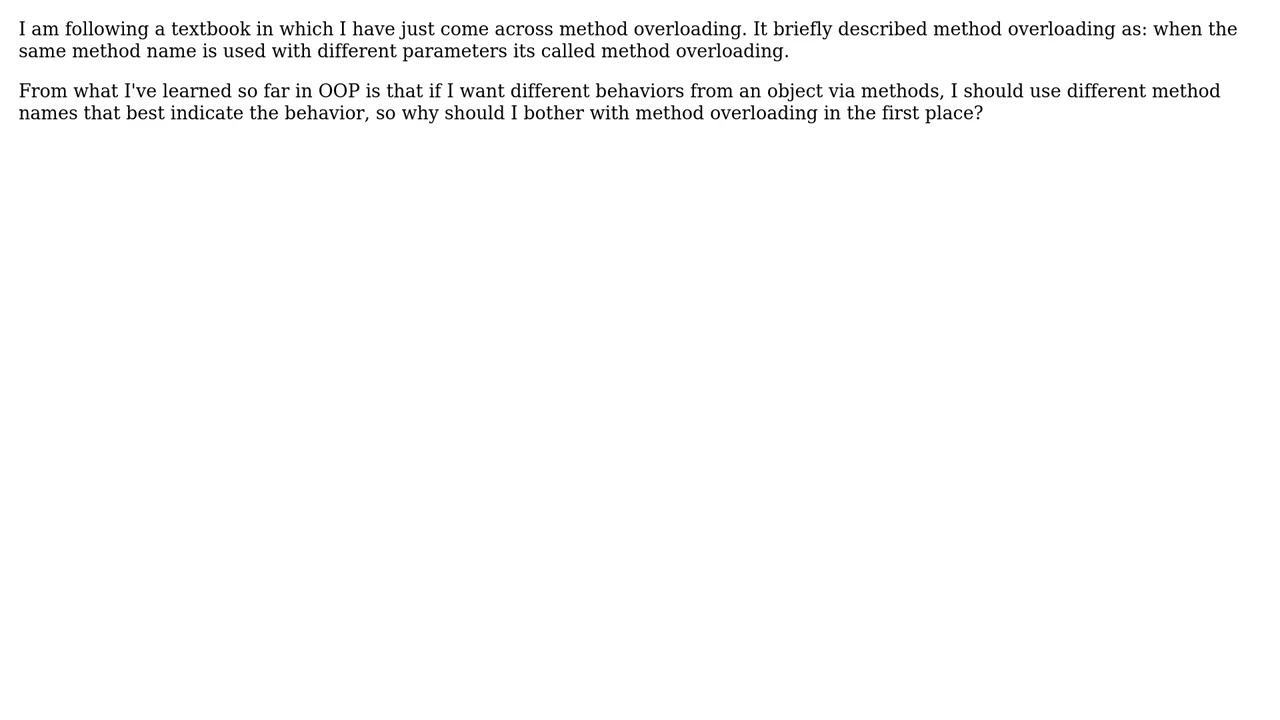 I am following a textbook in which I have just come across method overloading. It briefly described method overloading as: when the
same method name is used with different parameters its called method overloading.
From what I've learned so far in OOP is that if I want different behaviors from an object via methods, I should use different method
names that best indicate the behavior, so why should I bother with method overloading in the first place?